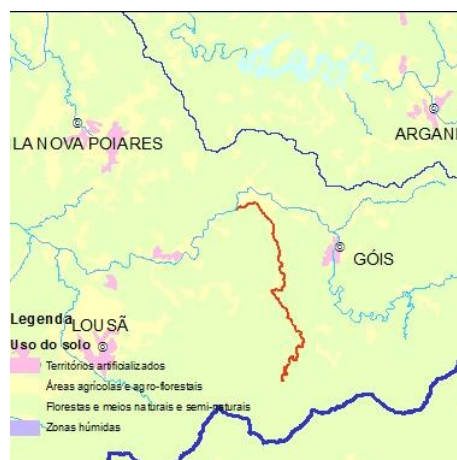 ARGANI
LA NOVA POIARES
GÓIS
Legenda
LOUSÃ
Uso do solo
Territórios artificializados
Áreas agrícolas e agro-florestais
Florestas e meios naturais e semi-naturais
Zonas húmidas